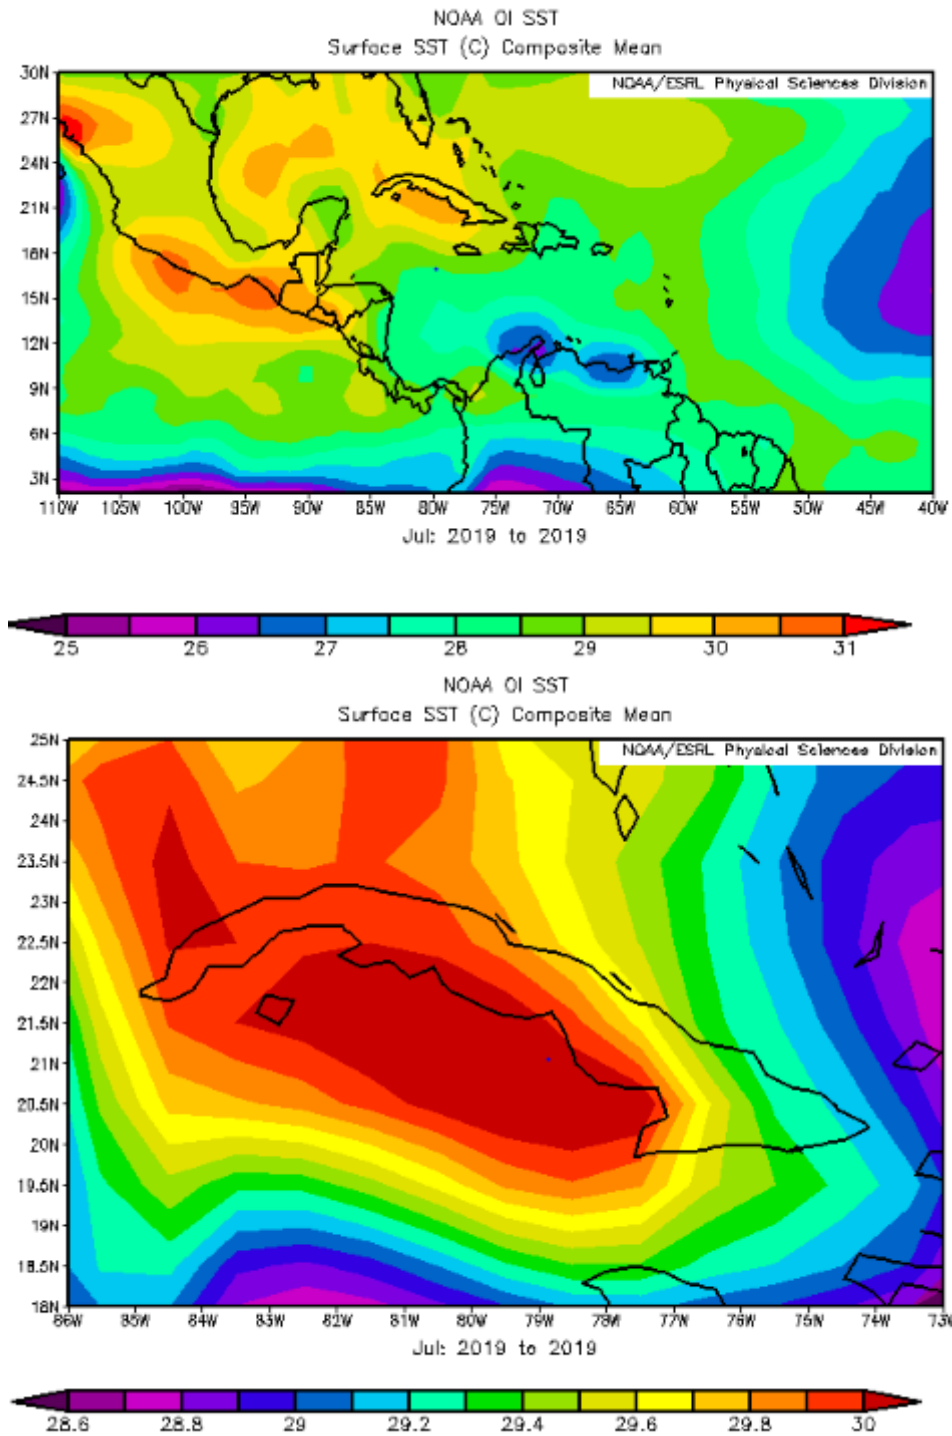 NOAA OI SST
Surface SST (C) Composite Mean
NOAA/ESRL Physical Sciences Division
30N
27N
24N
21N
18N
15N
12N
9N
6N
3N
110W 105W 100W 95W 90W 85W 80W 75W 70W 65W 60W 55W 50W 45W 40W
Jul: 2019 to 2019
25 26 27 28 29 30 31
NOAA OI SST
Surface SST (C) Composite Mean
25N
NOAA/ESRL Physical Sciences Division
24.5N
24N
23.5N
23N
22.5N
22N
21.5N
21N
20.5N
20N
19.5N
19N
18.5N
18N
86W 85W 84W 83W 82W 81W 80W 79W 78W 77W 76W 75W 74W 73W
Jul: 2019 to 2019
28.6 28.8 29 29.2 29.4 29.6 29.8 30